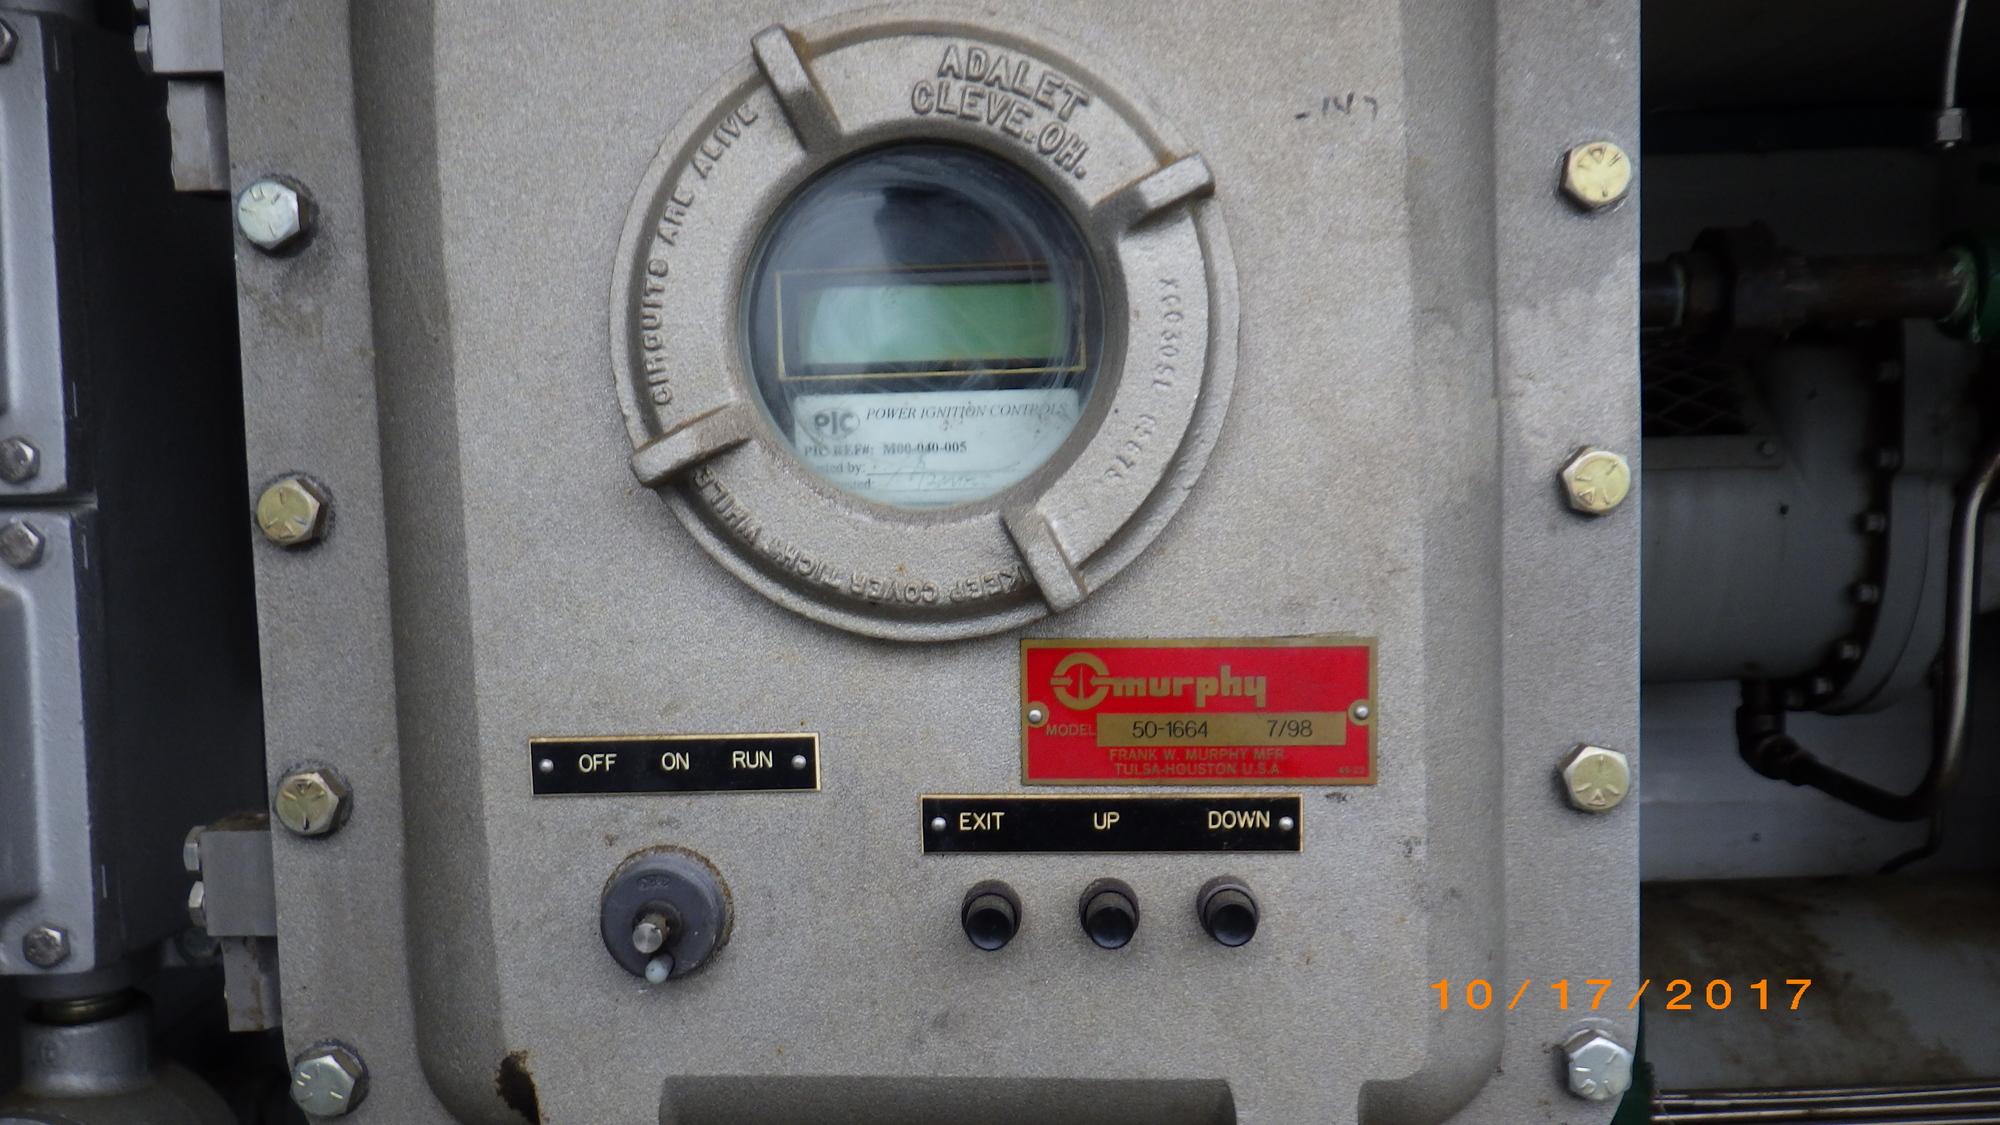 ADALET
CLEVE.OH.
KEEP COVER TIGHT WHILE
CIRCUITS ARE ALIVE
PIC POWER IGNITION CONTROLS
PIC REF#: M00-040-005
by:
murphy
MODEL 50-1664 7/98
FRANK W. MURPHY MFR.
TULSA-HOUSTON U.S.A.
OFF ON RUN
EXIT UP DOWN
10/17/2017